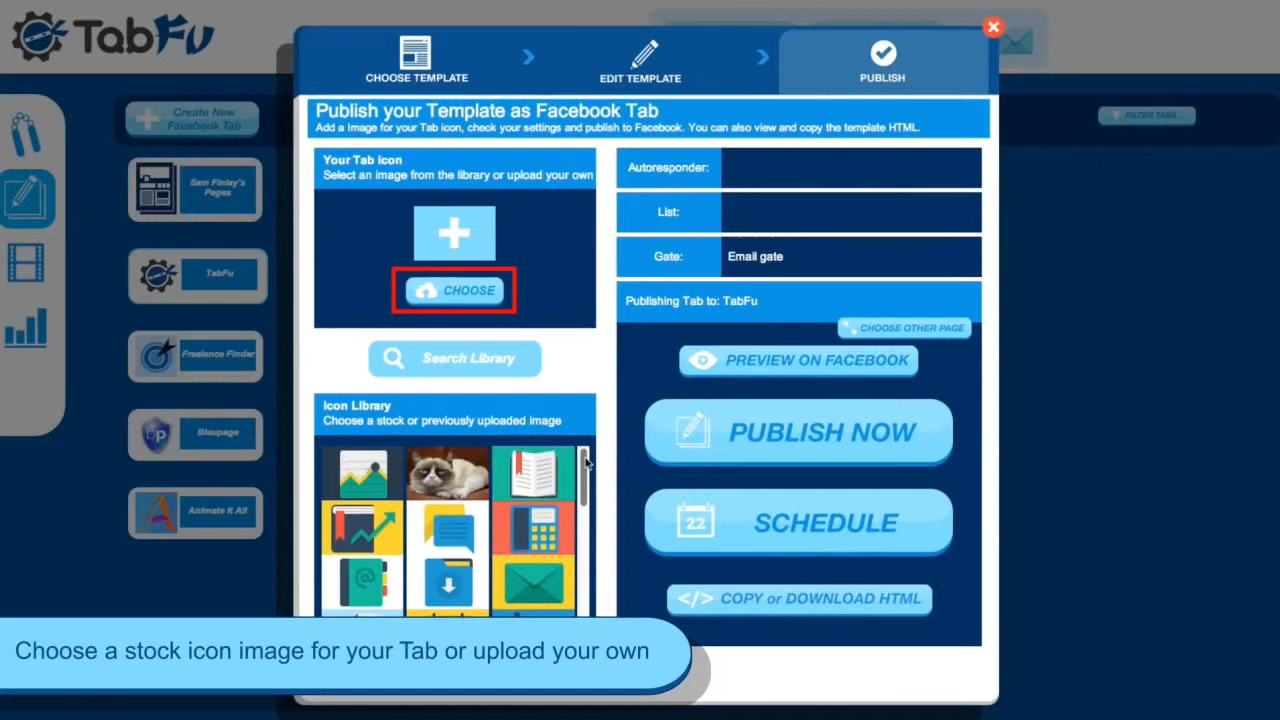 TabFu
CHOOSE TEMPLATE
EDIT TEMPLATE
PUBLISH
Create New
Facebook Tab
FILTER TABS
Sam Finlay's
Pages
TabFu
Freelance Finder
bp
Bleupage
Animate It All
Publish your Template as Facebook Tab
Add a Image for your Tab icon, check your settings and publish to Facebook. You can also view and copy the template HTML.
Your Tab Icon
Select an image from the library or upload your own
CHOOSE
Search Library
Icon Library
Choose a stock or previously uploaded image
Autoresponder:
List:
Gate: Email gate
Publishing Tab to: TabFu
CHOOSE OTHER PAGE
PREVIEW ON FACEBOOK
PUBLISH NOW
22 SCHEDULE
</> COPY or DOWNLOAD HTML
Choose a stock icon image for your Tab or upload your own